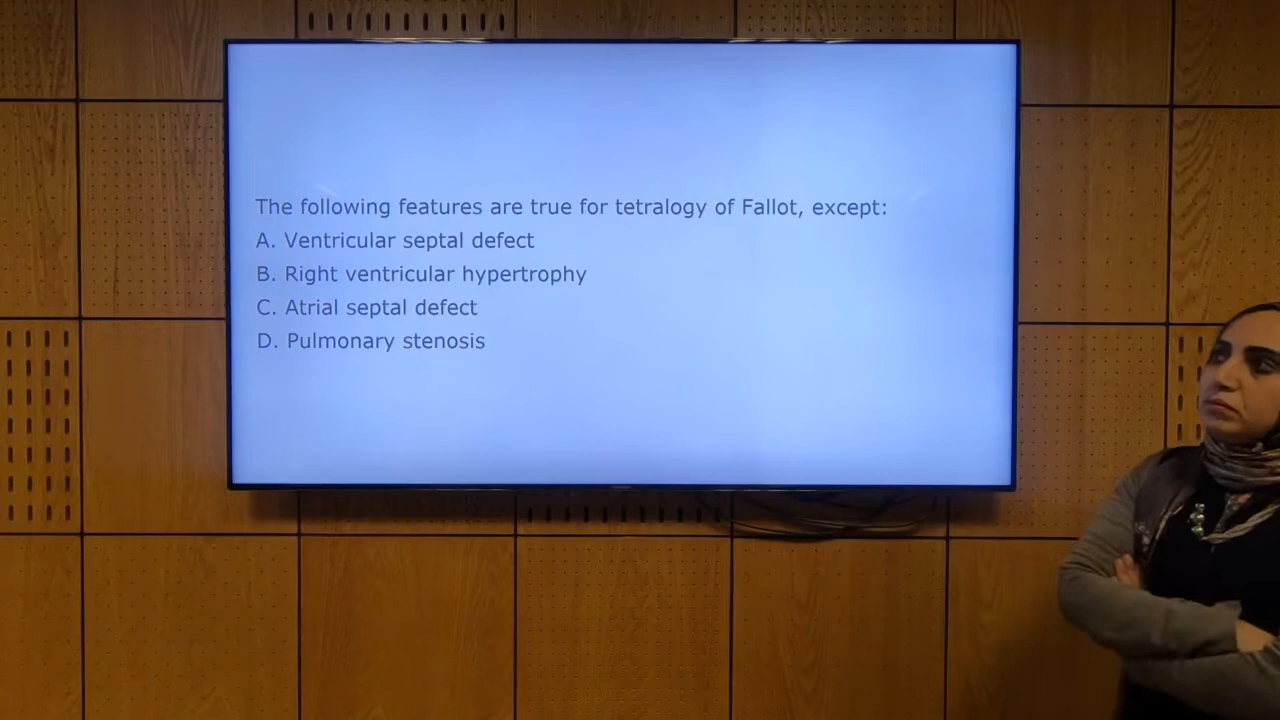 The following features are true for tetralogy of Fallot, except:
A. Ventricular septal defect
B. Right ventricular hypertrophy
C. Atrial septal defect
D. Pulmonary stenosis